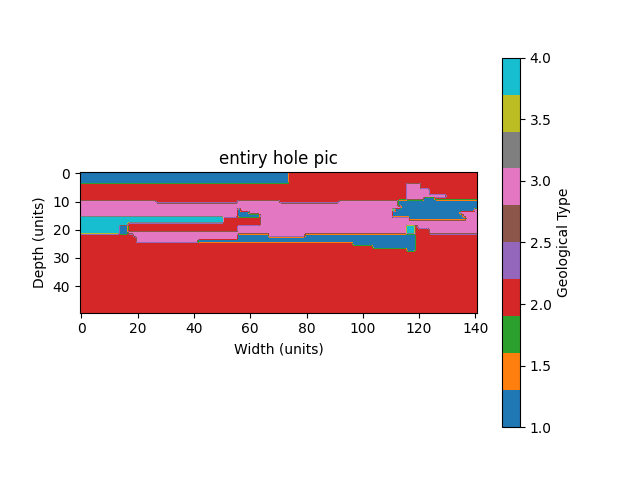 entiry hole pic
Depth (units)
0
10
20
30
40
0 20 40 60 80 100 120 140
Width (units)
4.0
3.5
3.0
2.5
2.0
1.5
1.0
Geological Type